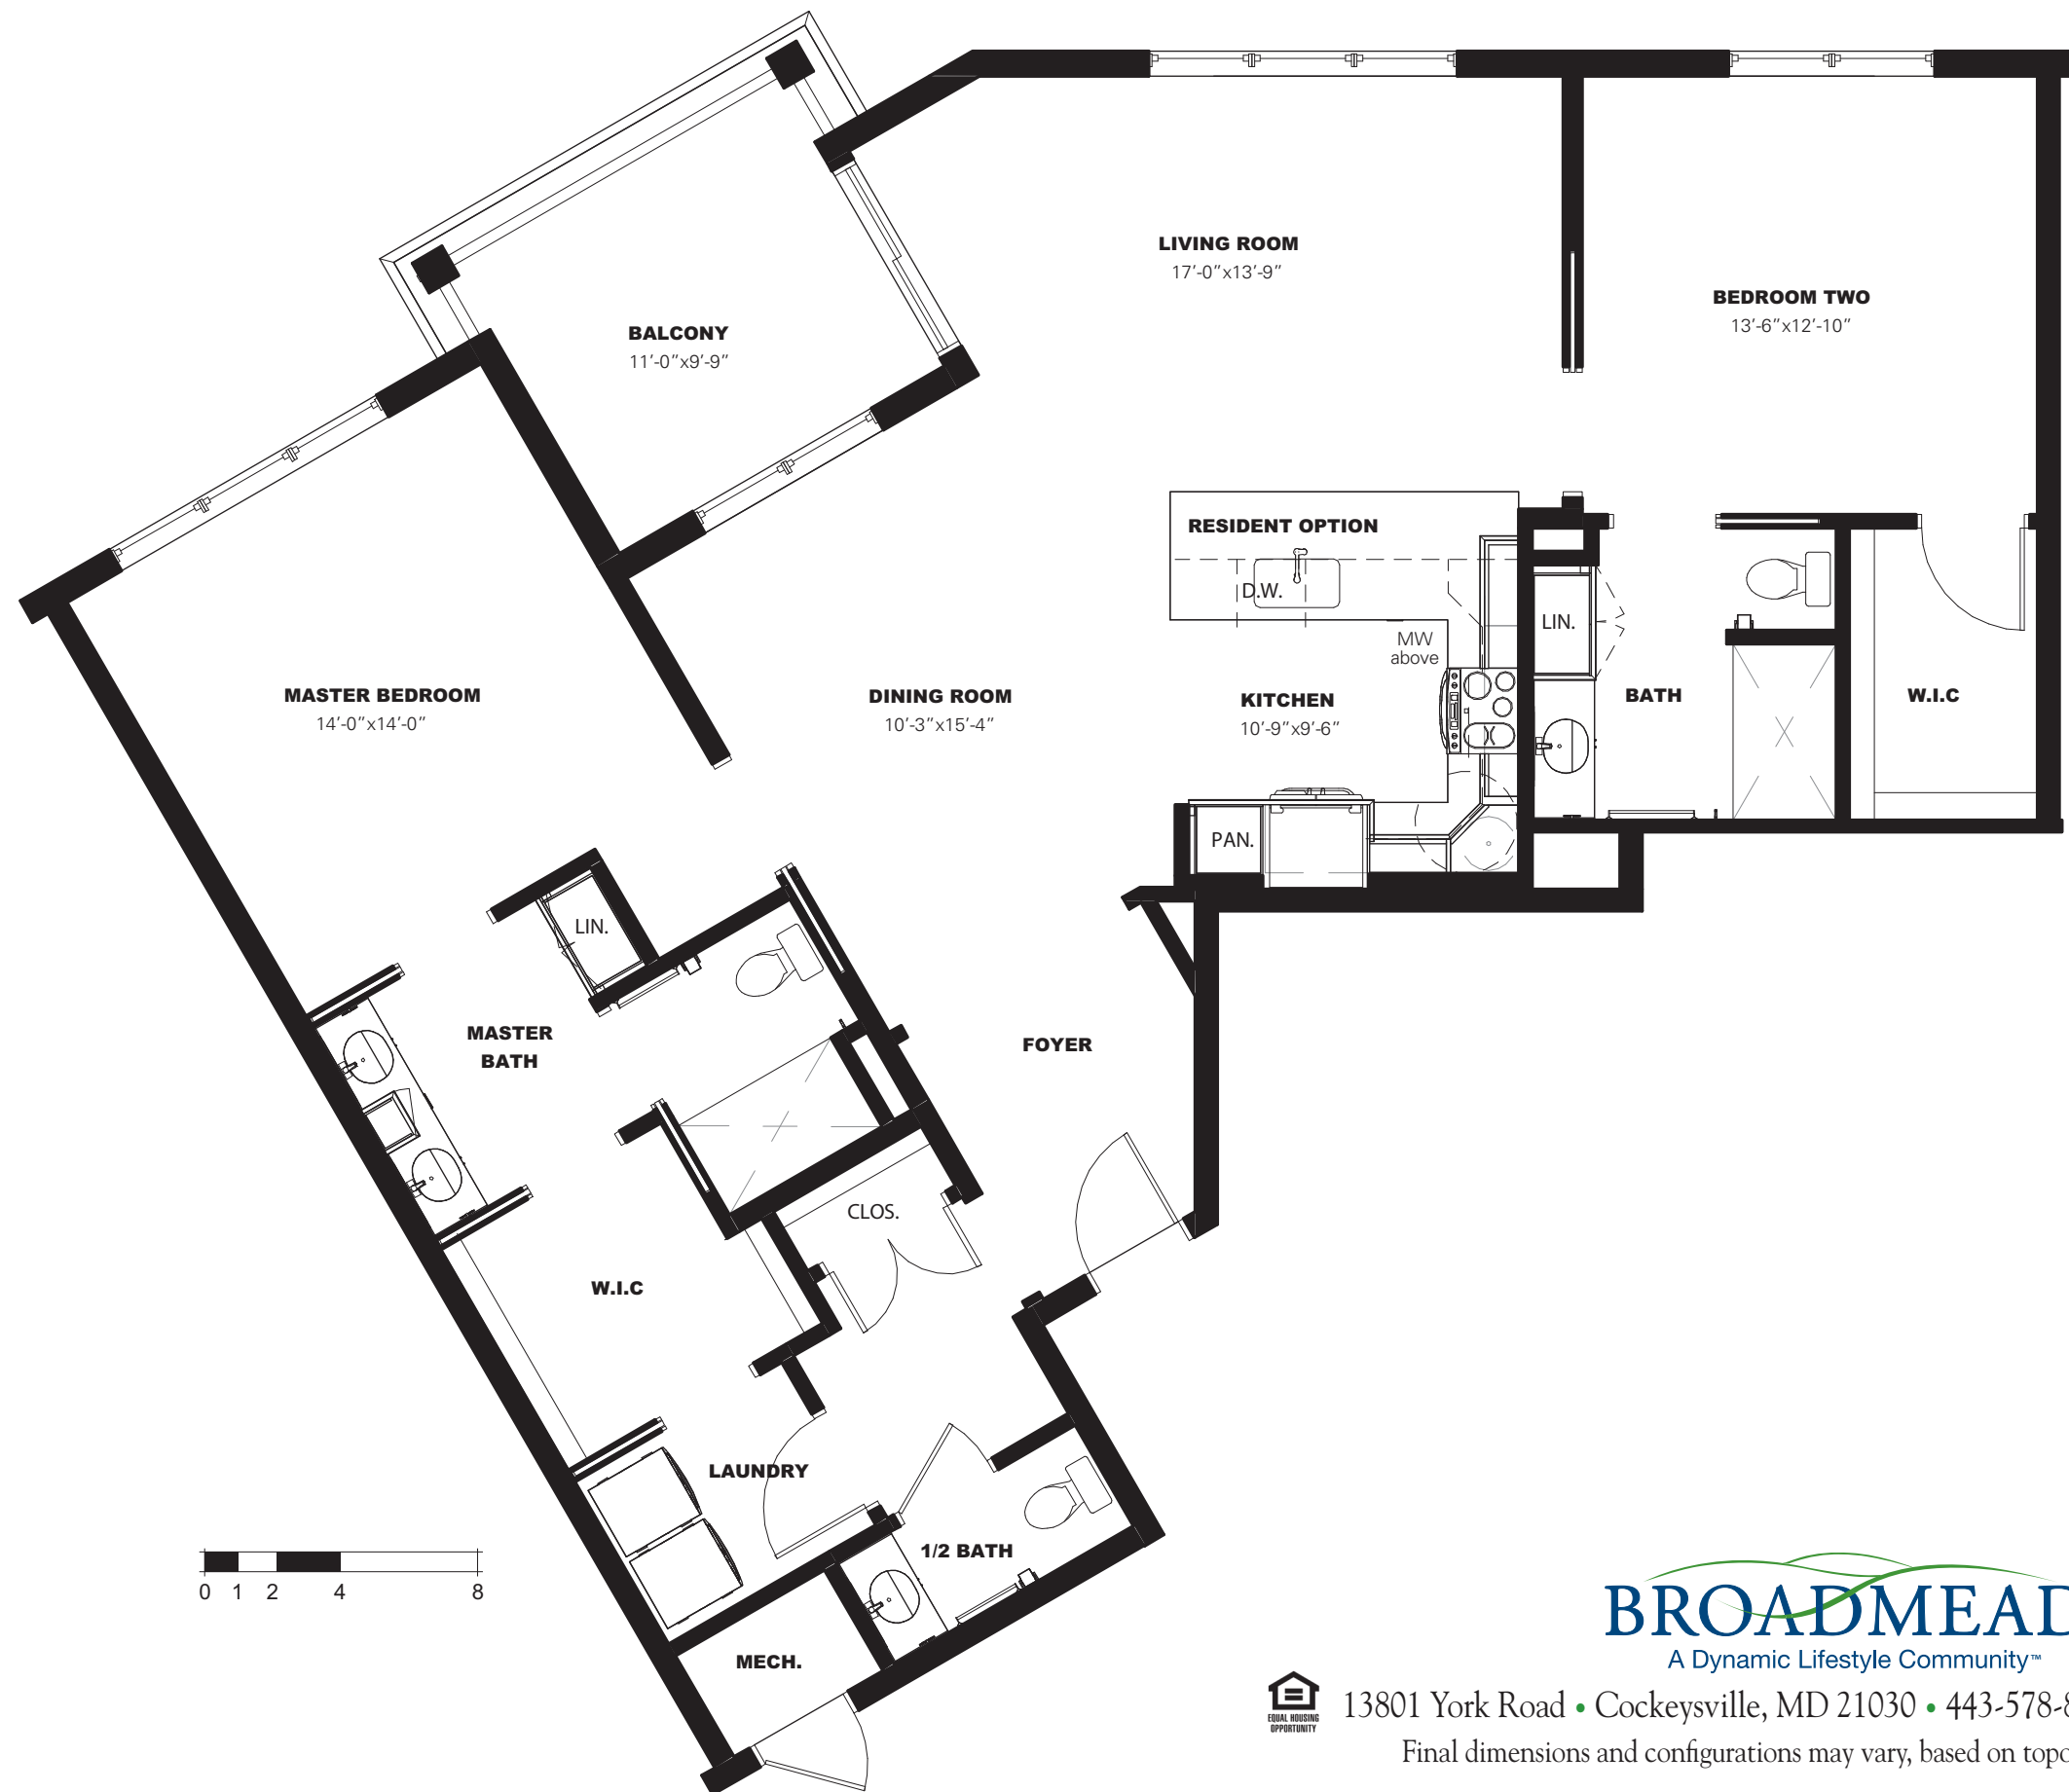 LIVING ROOM
17'-0"x13'-9"
BEDROOM TWO
13'-6"x12'-10"
BALCONY
11'-0"x9'-9"
RESIDENT OPTION
D.W.
MW
above
LIN.
MASTER BEDROOM
14'-0"x14'-0"
DINING ROOM
10'-3"x15'-4"
KITCHEN
10'-9"x9'-6"
BATH
W.I.C
PAN.
LIN.
MASTER
BATH
FOYER
CLOS.
W.I.C
LAUNDRY
1/2 BATH
MECH.
0 1 2 4 8
BROADMEAD
A Dynamic Lifestyle Community™
EQUAL HOUSING
OPPORTUNITY
13801 York Road • Cockeysville, MD 21030 • 443-578-8
Final dimensions and configurations may vary, based on topo